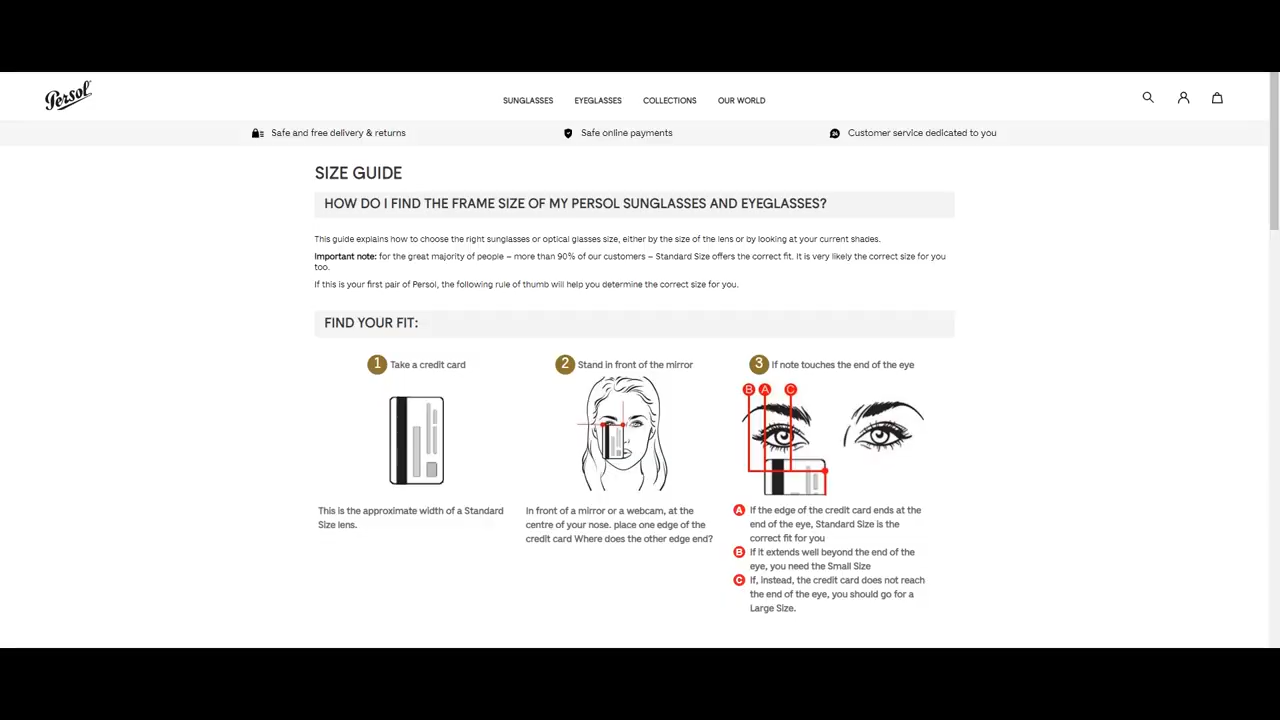 Persol
SUNGLASSES
EYEGLASSES
COLLECTIONS
OUR WORLD
Safe and free delivery & returns
Safe online payments
24
Customer service dedicated to you
SIZE GUIDE
HOW DO I FIND THE FRAME SIZE OF MY PERSOL SUNGLASSES AND EYEGLASSES?
This guide explains how to choose the right sunglasses or optical glasses size, either by the size of the lens or by looking at your current shades.
Important note: for the great majority of people – more than 90% of our customers – Standard Size offers the correct fit. It is very likely the correct size for you
too.
If this is your first pair of Persol, the following rule of thumb will help you determine the correct size for you.
FIND YOUR FIT:
1 Take a credit card
This is the approximate width of a Standard
Size lens.
2 Stand in front of the mirror
In front of a mirror or a webcam, at the
centre of your nose. place one edge of the
credit card Where does the other edge end?
3 If note touches the end of the eye
B A C
A If the edge of the credit card ends at the
end of the eye, Standard Size is the
correct fit for you
B If it extends well beyond the end of the
eye, you need the Small Size
C If, instead, the credit card does not reach
the end of the eye, you should go for a
Large Size.